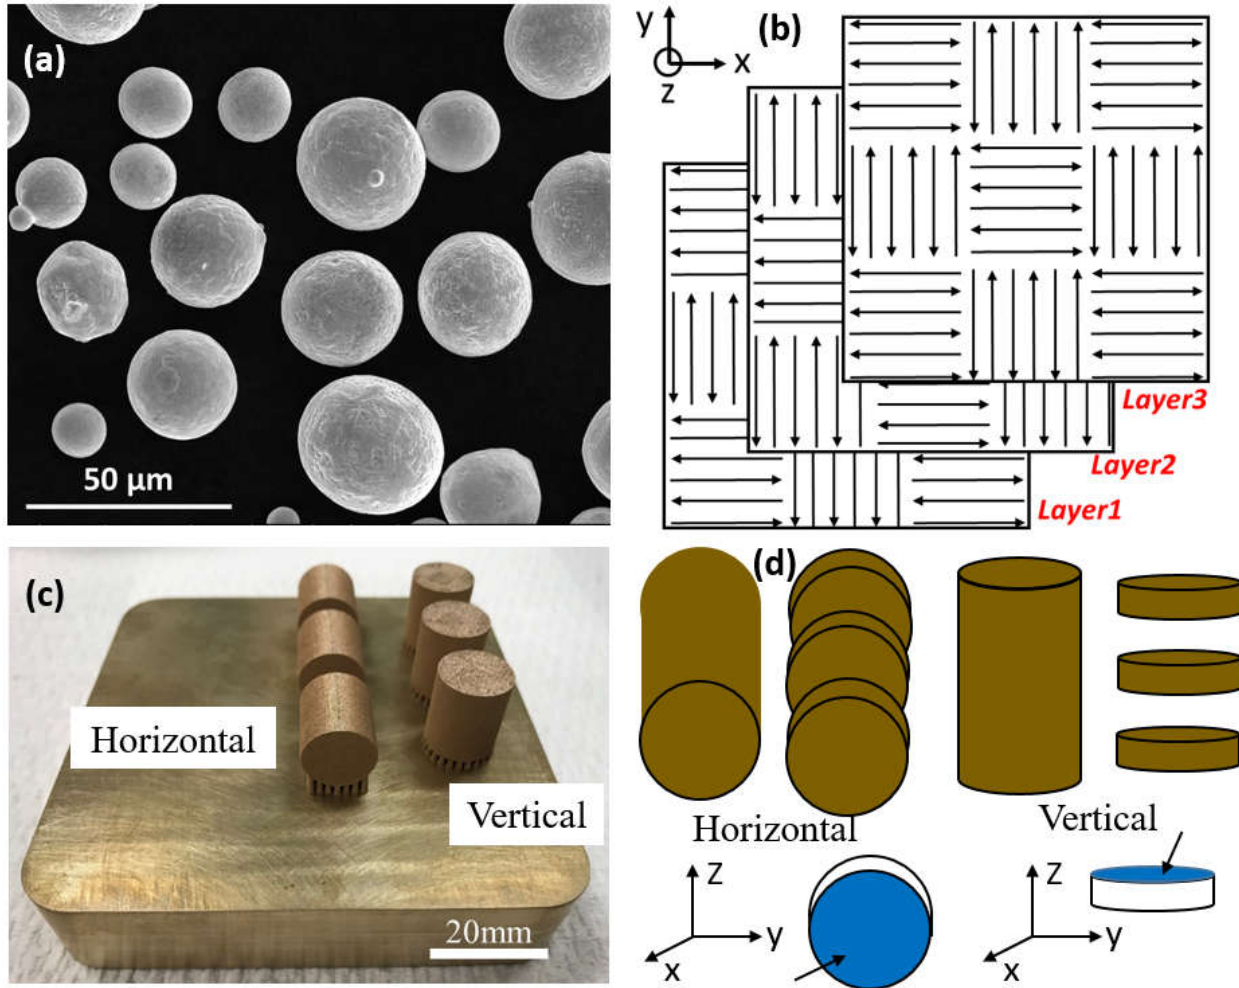 (a)
50 µm
(b)
y
x
z
Layer3
Layer2
Layer1
(c)
Horizontal
Vertical
20mm
(d)
Horizontal
Vertical
z
y
x
z
y
x